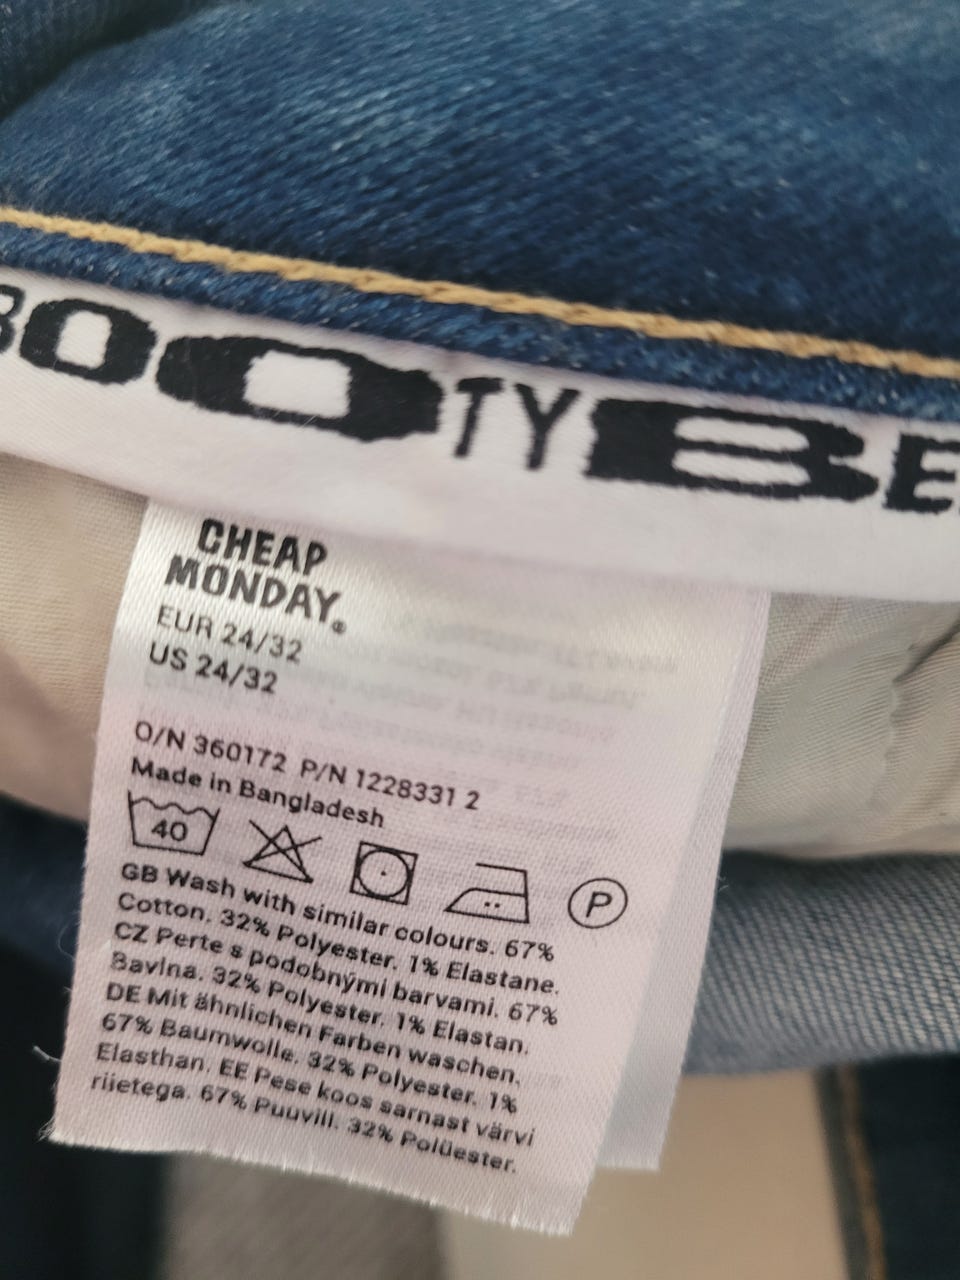 BOOTYBE
CHEAP
MONDAY®
EUR 24/32
US 24/32
O/N 360172 P/N 1228331 2
Made in Bangladesh
40
P
GB Wash with similar colours. 67%
Cotton. 32% Polyester. 1% Elastane.
CZ Perte s podobnými barvami. 67%
Bavlna. 32% Polyester. 1% Elastan.
DE Mit ähnlichen Farben waschen.
67% Baumwolle. 32% Polyester. 1%
Elasthan. EE Pese koos sarnast värvi
riietega. 67% Puuvill. 32% Polüester.